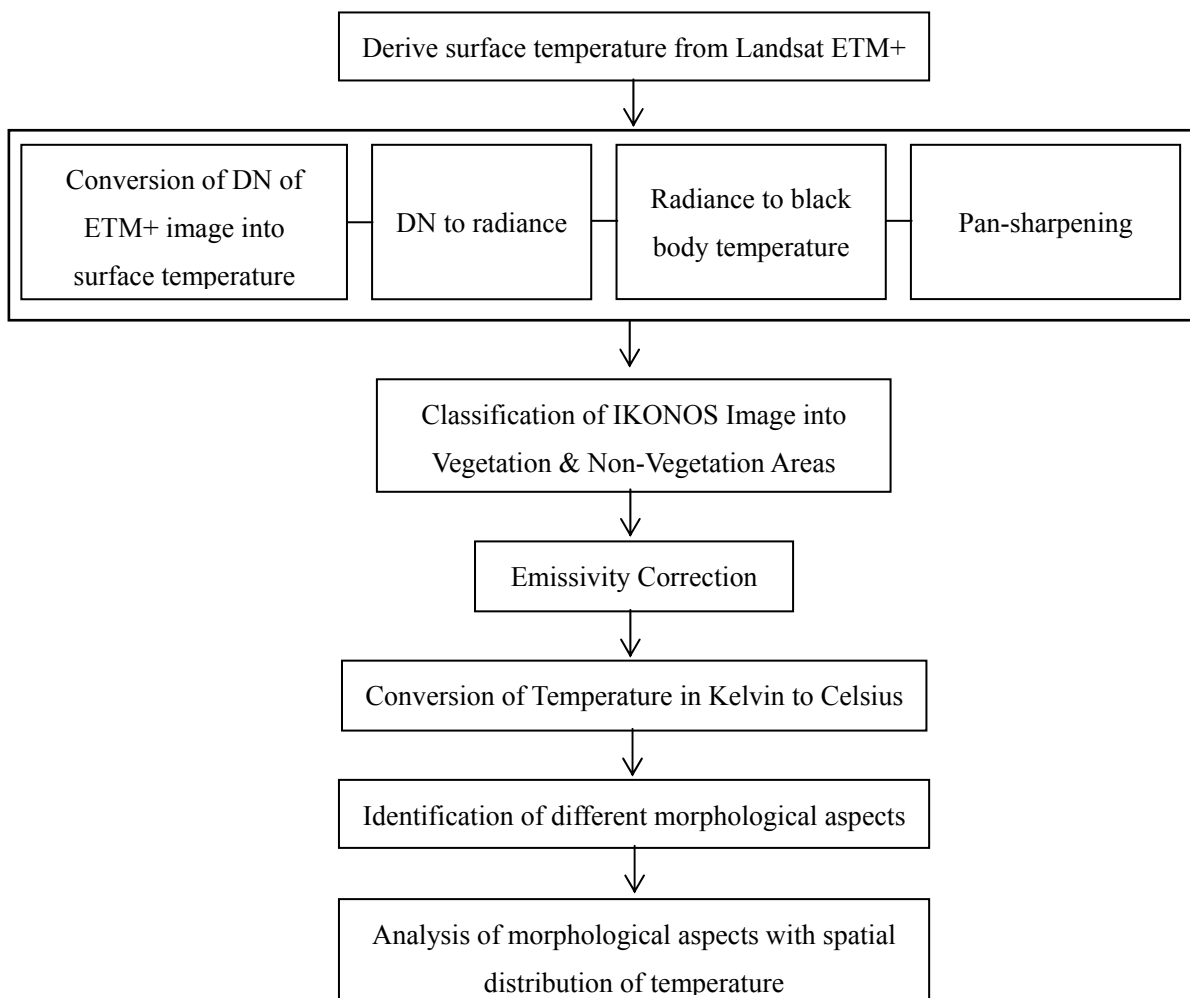 Derive surface temperature from Landsat ETM+
Conversion of DN of
ETM+ image into
surface temperature
DN to radiance
Radiance to black
body temperature
Pan-sharpening
Classification of IKONOS Image into
Vegetation & Non-Vegetation Areas
Emissivity Correction
Conversion of Temperature in Kelvin to Celsius
Identification of different morphological aspects
Analysis of morphological aspects with spatial
distribution of temperature